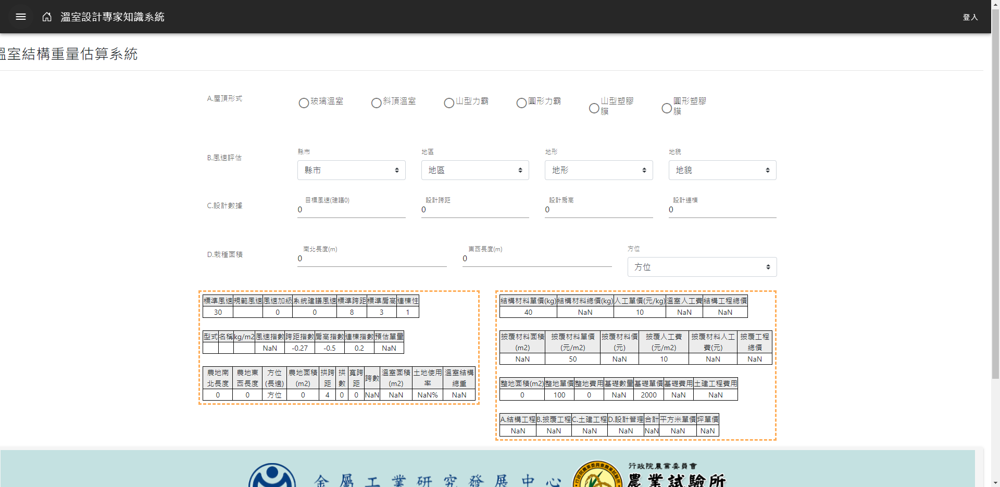 溫室設計專家知識系統
登入
溫室結構重量估算系統
A.屋頂形式
玻璃溫室
斜頂溫室
山型力霸
圓形力霸
山型塑膠
膜
圓形塑膠
膜
B.風速評估
縣市
地區
地形
地貌
縣市
地區
地形
地貌
C.設計數據
目標風速(建議0)
設計跨距
設計肩高
設計連棟
0
0
0
0
D.栽種面積
南北長度(m)
東西長度(m)
方位
0
0
方位
標準風速 規範風速 風速加級 系統建議風速 標準跨距 標準肩高 連棟性
30 0 0 8 3 1
型式 名稱 kg/m2 風速指數 跨距指數 肩高指數 連棟指數 預估單量
NaN -0.27 -0.5 0.2 NaN
農地南北長度 農地東西長度 方位(長邊) 農地面積(m2) 拱跨距 拱數 寬跨距 跨數 溫室面積(m2) 土地使用率 溫室結構總重
0 0 方位 0 4 0 0 NaN NaN NaN% NaN
結構材料單價(kg) 結構材料總價(kg) 人工單價(元/kg) 溫室人工費 結構工程總價
40 NaN 10 NaN NaN
披覆材料面積(m2) 披覆材料單價(元/m2) 披覆材料價(元) 披覆人工費(元/m2) 披覆材料人工費(元) 披覆工程總價
NaN 50 NaN 10 NaN NaN
整地面積(m2) 整地單價 整地費用 基礎數量 基礎單價 基礎費用 土建工程費用
0 100 0 NaN 2000 NaN NaN
A.結構工程 B.披覆工程 C.土建工程 D.設計管理 合計 平方米單價 坪單價
NaN NaN NaN NaN NaN NaN NaN
金屬工業研究發展中心
行政院農業委員會
農業試驗所